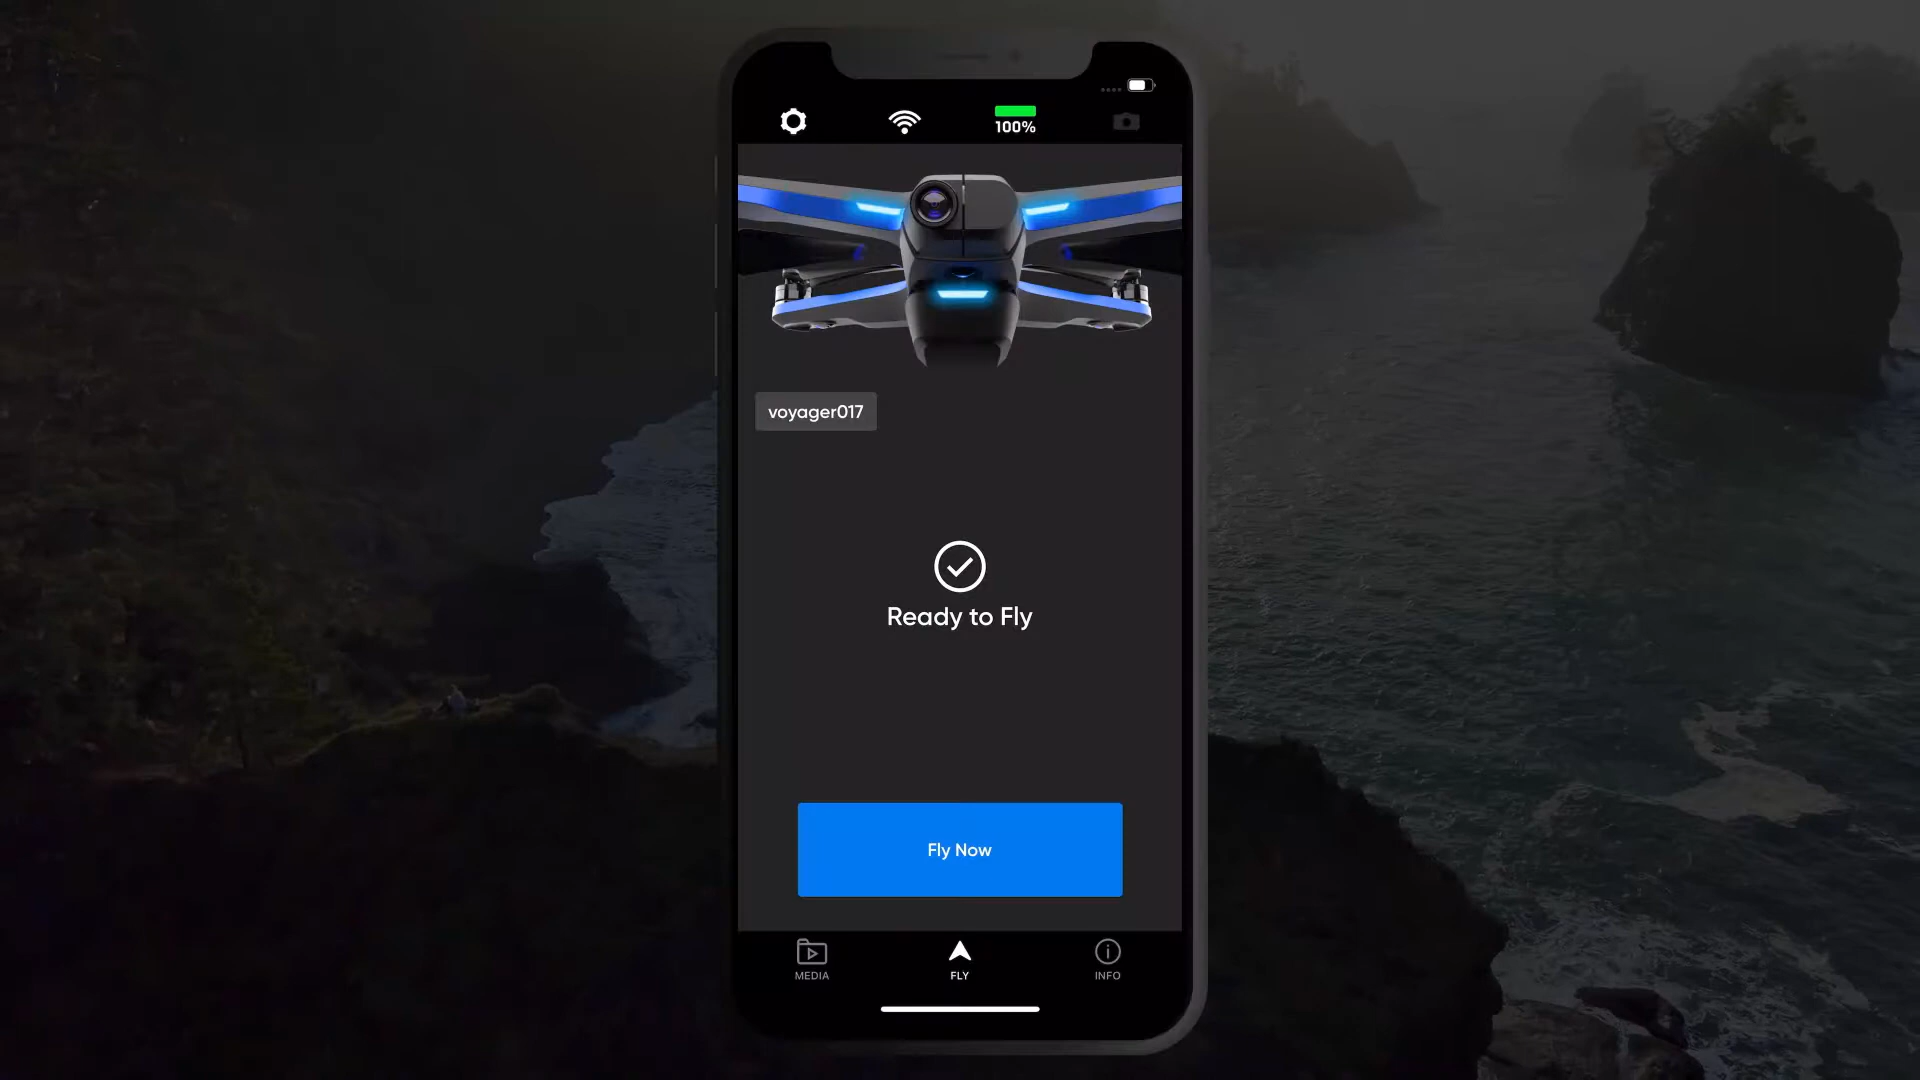 100%
voyager017
Ready to Fly
Fly Now
MEDIA
FLY
INFO